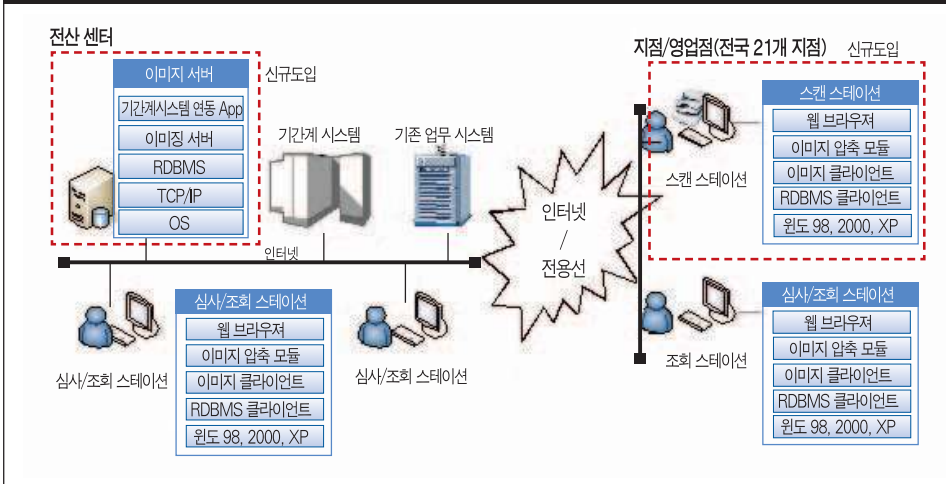 전산 센터
이미지 서버
신규도입
기간계시스템 연동 App
이미징 서버
RDBMS
TCP/IP
OS
기간계 시스템
기존 업무 시스템
인터넷
심사/조회 스테이션
심사/조회 스테이션
웹 브라우져
이미지 압축 모듈
이미지 클라이언트
RDBMS 클라이언트
윈도 98, 2000, XP
심사/조회 스테이션
인터넷
/
전용선
지점/영업점(전국 21개 지점)
신규도입
스캔 스테이션
스캔 스테이션
웹 브라우져
이미지 압축 모듈
이미지 클라이언트
RDBMS 클라이언트
윈도 98, 2000, XP
조회 스테이션
심사/조회 스테이션
웹 브라우져
이미지 압축 모듈
이미지 클라이언트
RDBMS 클라이언트
윈도 98, 2000, XP